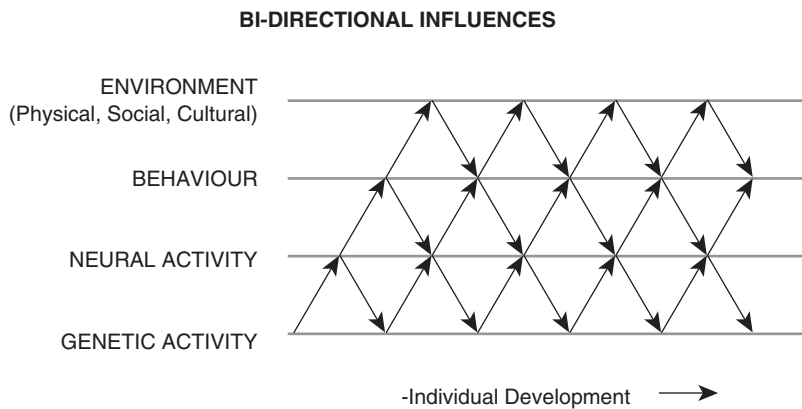 BI-DIRECTIONAL INFLUENCES
ENVIRONMENT
(Physical, Social, Cultural)
BEHAVIOUR
NEURAL ACTIVITY
GENETIC ACTIVITY
-Individual Development